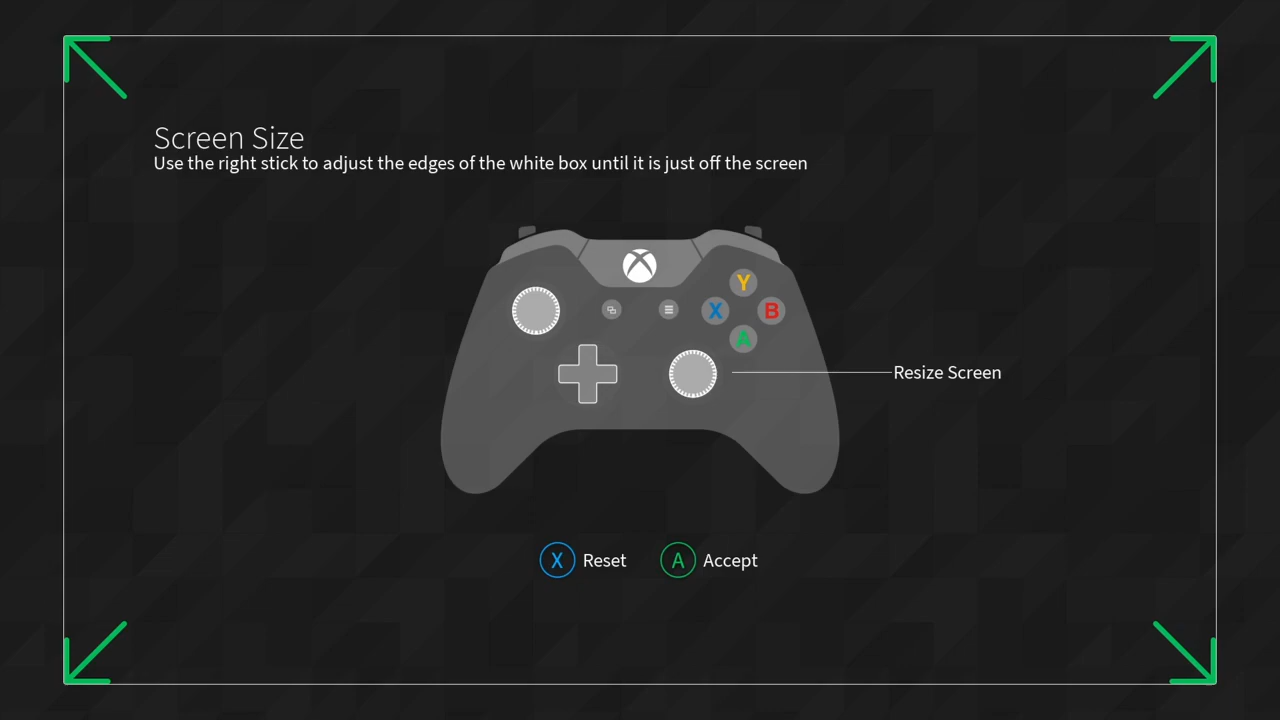 Screen Size
Use the right stick to adjust the edges of the white box until it is just off the screen
Y
X
B
A
Resize Screen
X Reset
A Accept